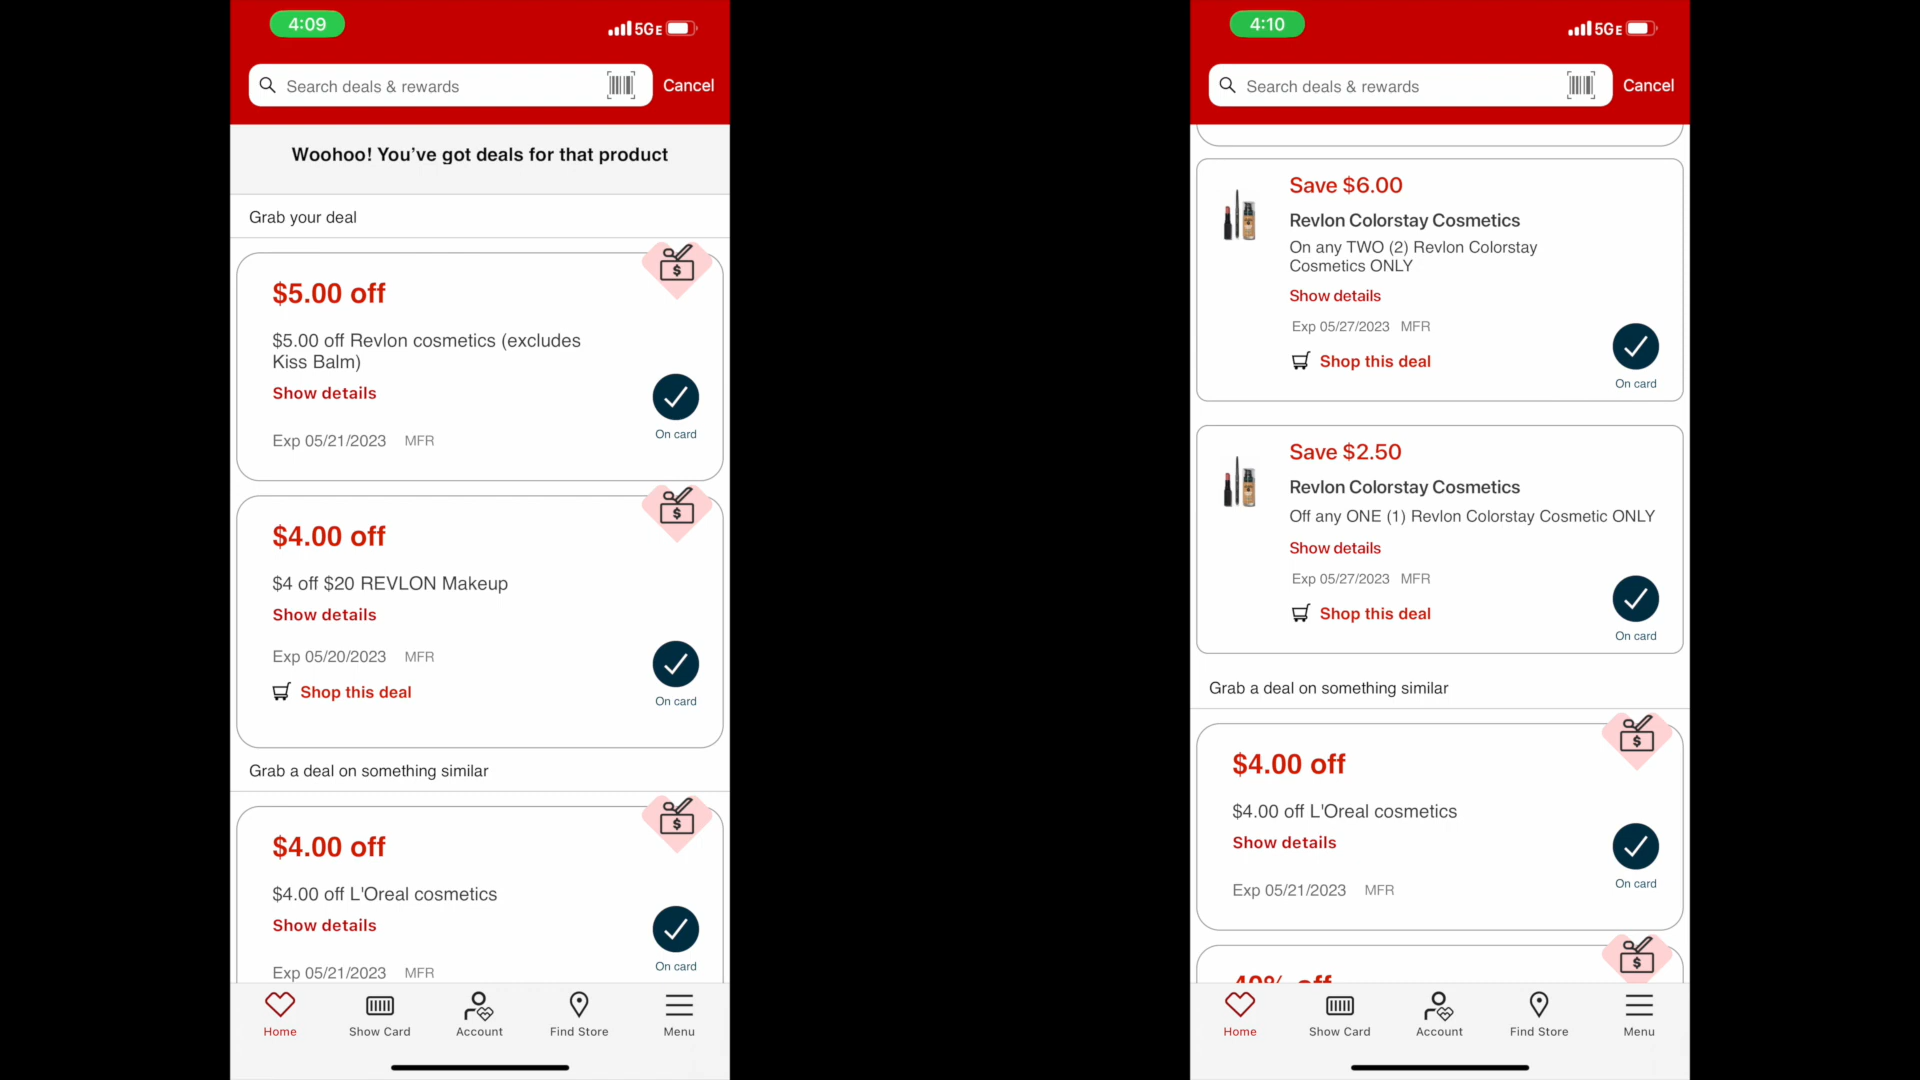 4:09
5GE
Search deals & rewards
Cancel
Woohoo! You’ve got deals for that product
Grab your deal
$5.00 off
$5.00 off Revlon cosmetics (excludes
Kiss Balm)
Show details
On card
Exp 05/21/2023 MFR
$4.00 off
$4 off $20 REVLON Makeup
Show details
Exp 05/20/2023 MFR
Shop this deal
On card
Grab a deal on something similar
$4.00 off
$4.00 off L'Oreal cosmetics
Show details
On card
Exp 05/21/2023 MFR
Home
Show Card
Account
Find Store
Menu
4:10
5GE
Search deals & rewards
Cancel
Save $6.00
Revlon Colorstay Cosmetics
On any TWO (2) Revlon Colorstay
Cosmetics ONLY
Show details
Exp 05/27/2023 MFR
Shop this deal
On card
Save $2.50
Revlon Colorstay Cosmetics
Off any ONE (1) Revlon Colorstay Cosmetic ONLY
Show details
Exp 05/27/2023 MFR
Shop this deal
On card
Grab a deal on something similar
$4.00 off
$4.00 off L'Oreal cosmetics
Show details
On card
Exp 05/21/2023 MFR
40% off
Home
Show Card
Account
Find Store
Menu